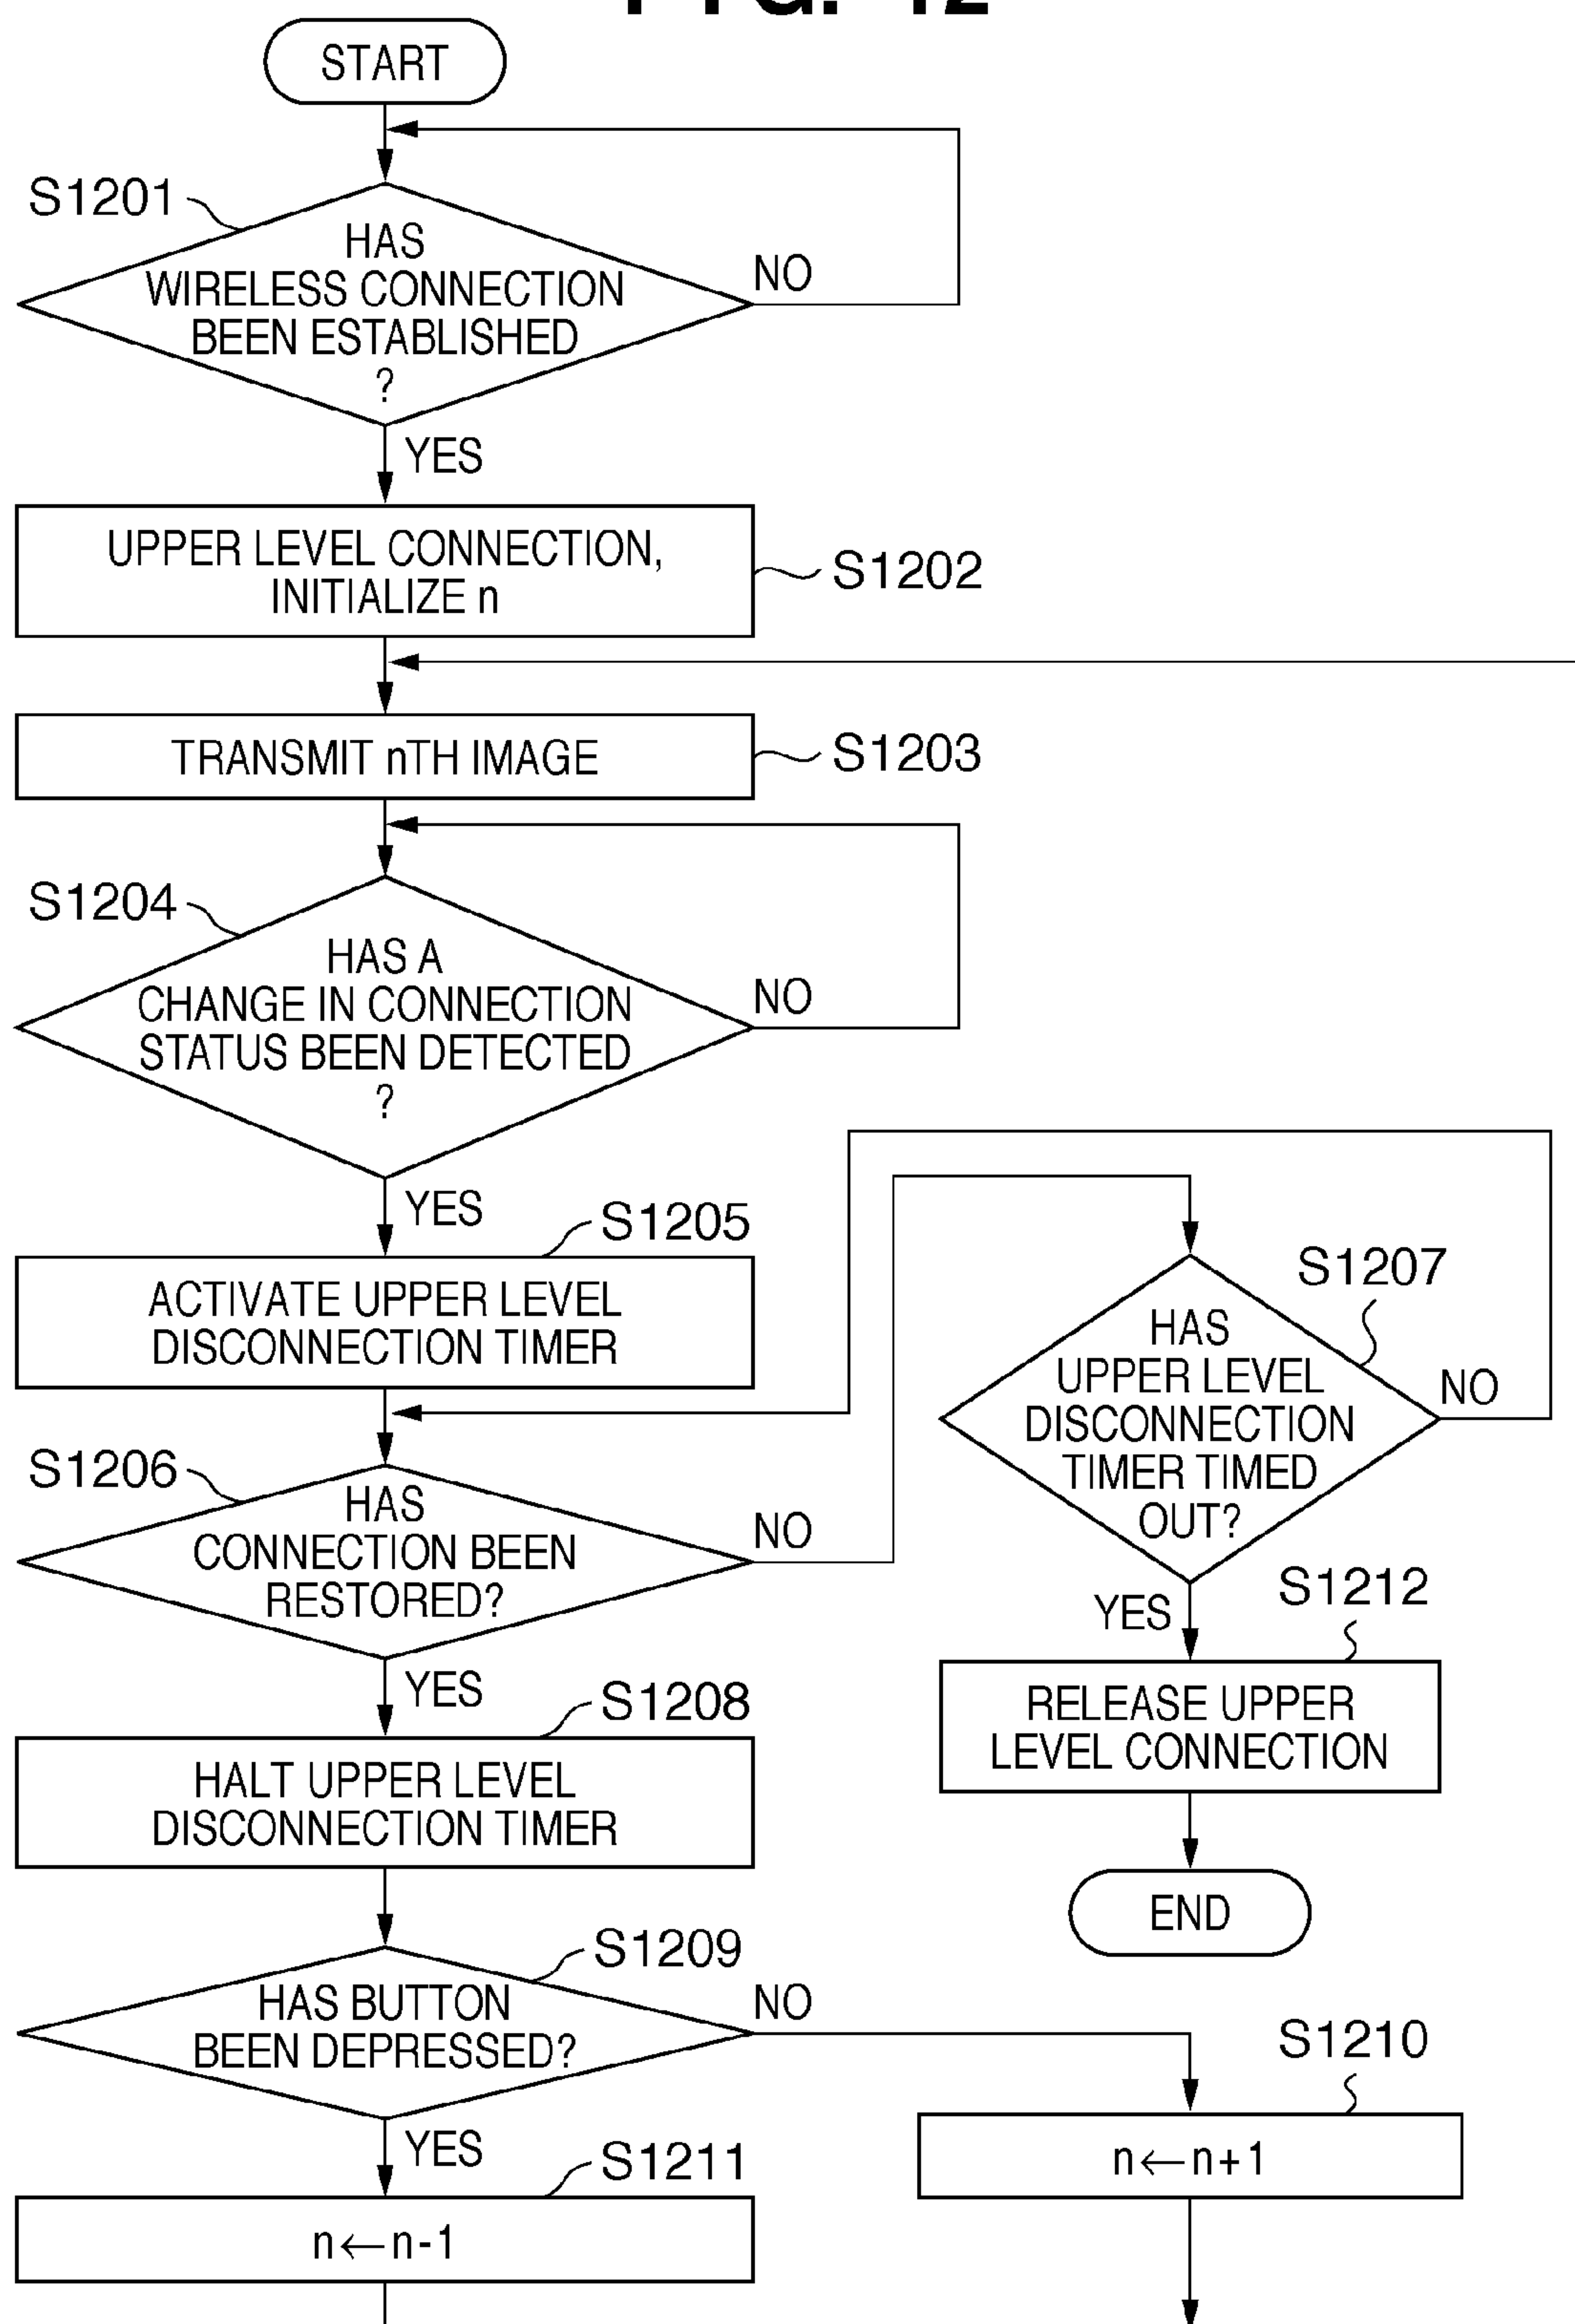 FIG. 12
START
S1201
HAS
WIRELESS CONNECTION
BEEN ESTABLISHED
?
NO
YES
UPPER LEVEL CONNECTION,
INITIALIZE n
S1202
TRANSMIT nTH IMAGE
S1203
S1204
HAS A
CHANGE IN CONNECTION
STATUS BEEN DETECTED
?
NO
YES
S1205
ACTIVATE UPPER LEVEL
DISCONNECTION TIMER
S1206
HAS
CONNECTION BEEN
RESTORED?
NO
YES
S1207
HAS
UPPER LEVEL
DISCONNECTION
TIMER TIMED
OUT?
NO
YES
S1212
RELEASE UPPER
LEVEL CONNECTION
END
S1208
HALT UPPER LEVEL
DISCONNECTION TIMER
S1209
HAS BUTTON
BEEN DEPRESSED?
NO
YES
S1210
n←n+1
S1211
n←n-1